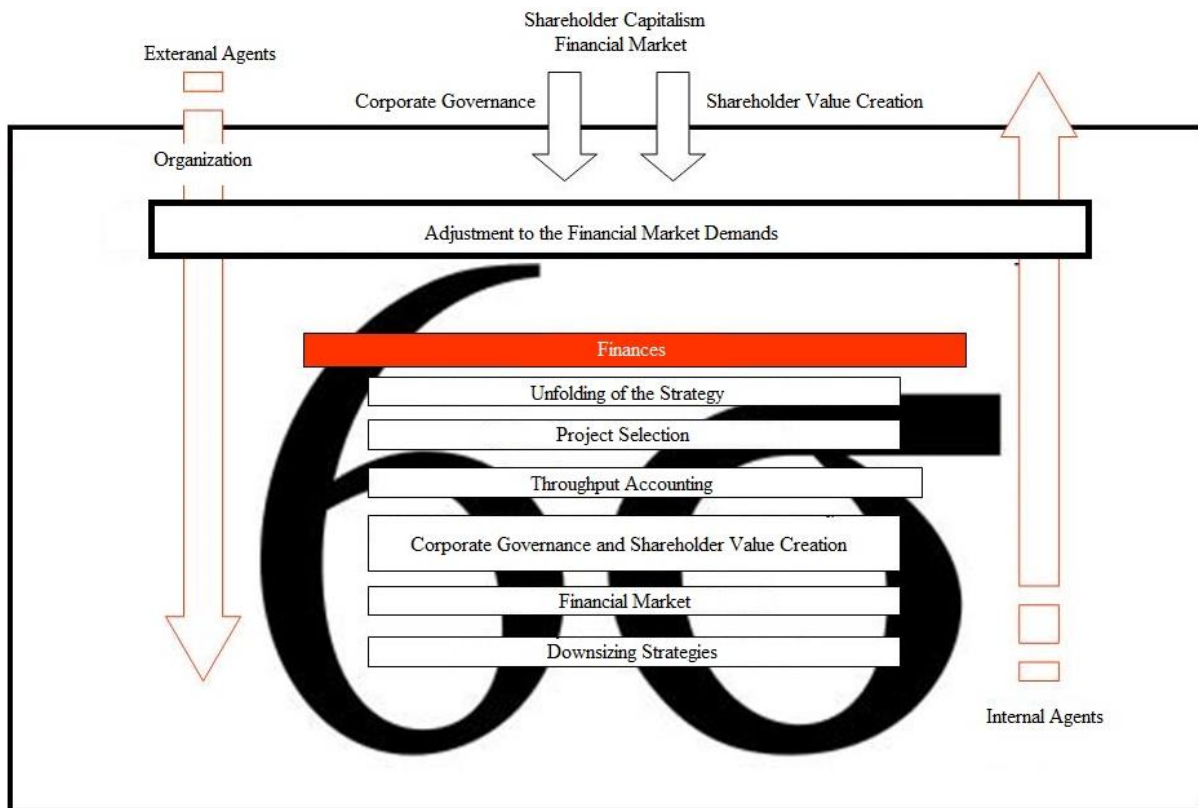 Shareholder Capitalism
Financial Market
Exteranal Agents
Corporate Governance
Shareholder Value Creation
Organization
Adjustment to the Financial Market Demands
Finances
Unfolding of the Strategy
Project Selection
Throughput Accounting
Corporate Governance and Shareholder Value Creation
Financial Market
Downsizing Strategies
Internal Agents